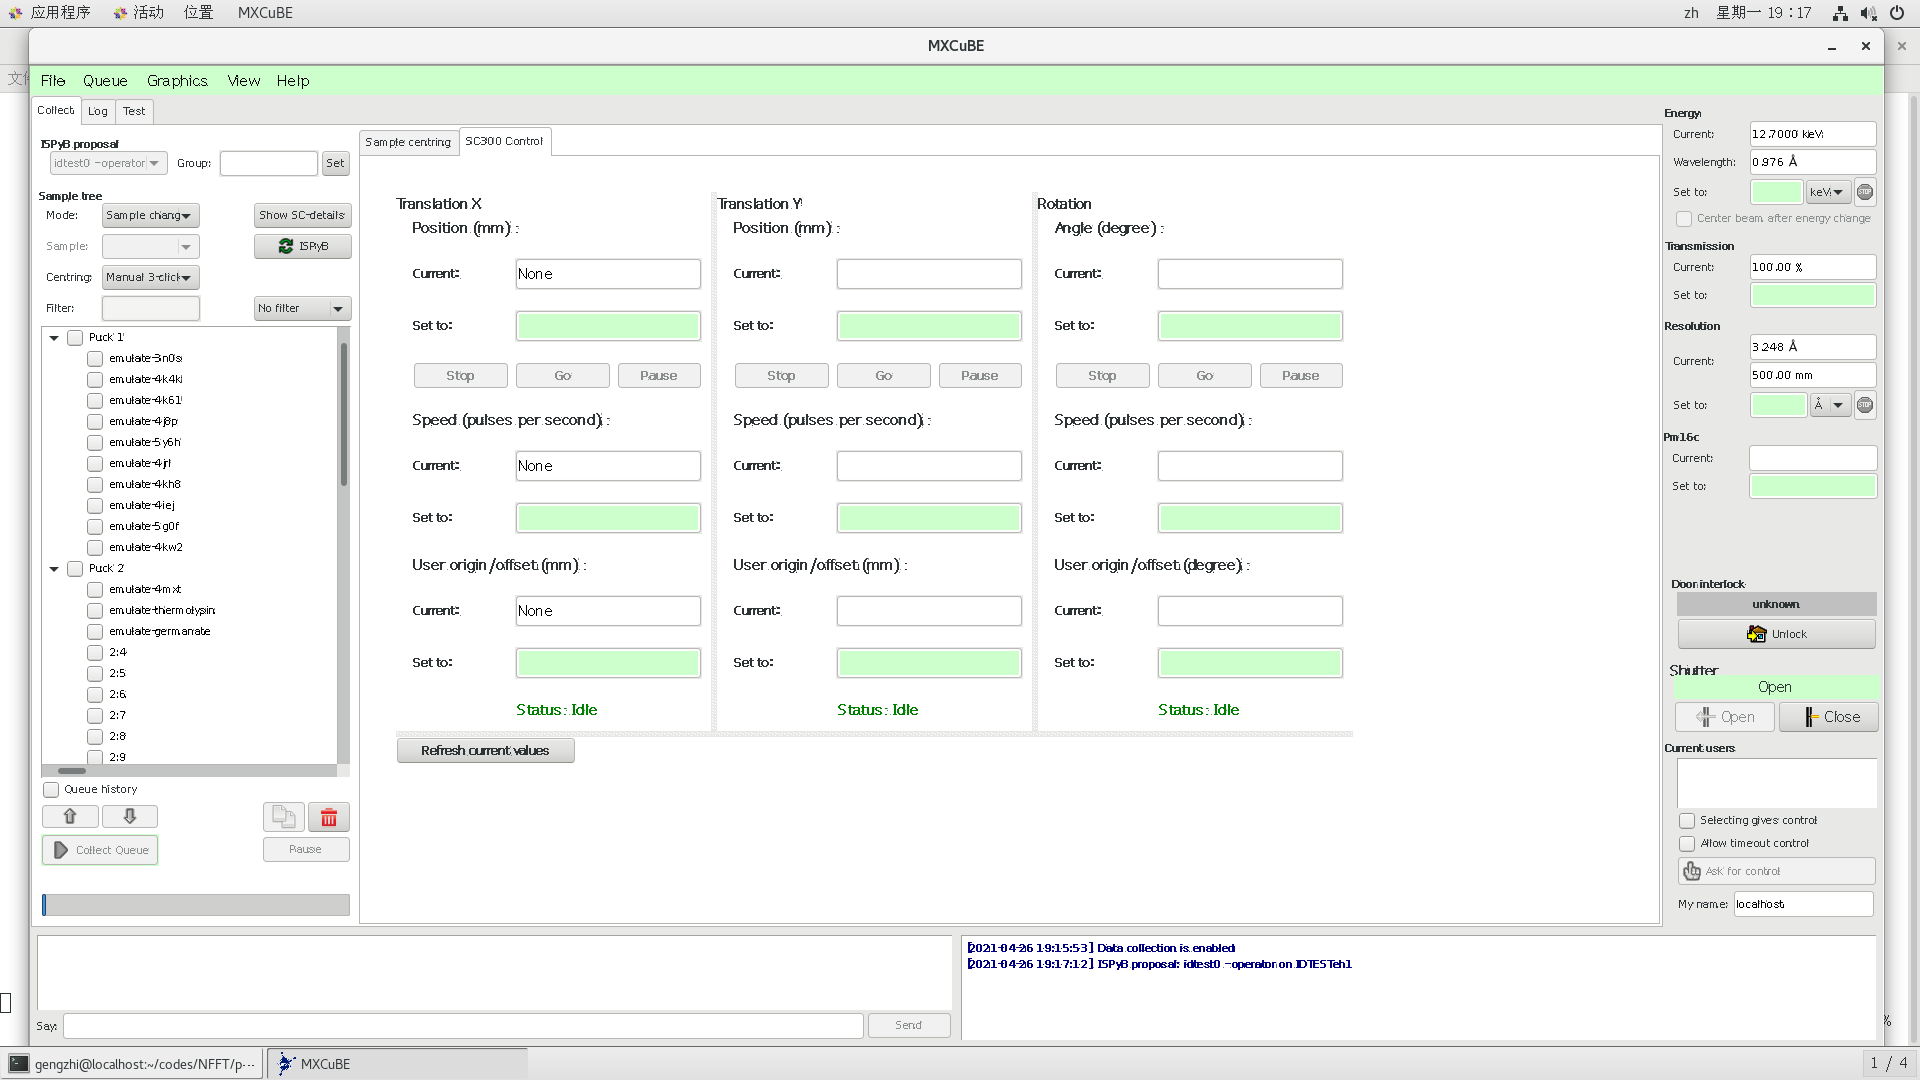 应用程序 活动 位置 MXCuBE zh 星期一 19：17
MXCuBE
File Queue Graphics View Help
Collect Log Test
ISPyB proposal
idtest0 - operator Group: Set
Sample tree
Mode: Sample chang Show SC-details
Sample: ISPyB
Centring: Manual 3-click
Filter: No filter
Puck 1
emulate-3n0s
emulate-4k4k
emulate-4k61
emulate-4j8p
emulate-5y6h
emulate-4jrl
emulate-4kh8
emulate-4iej
emulate-5g0f
emulate-4kw2
Puck 2
emulate-4mxt
emulate-thermolysin
emulate-germanate
2:4
2:5
2:6
2:7
2:8
2:9
Queue history
Collect Queue Pause
Sample centring SC300 Control
Translation X
Position (mm) :
Current: None
Set to:
Stop Go Pause
Speed (pulses per second) :
Current: None
Set to:
User origin/offset (mm) :
Current: None
Set to:
Status: Idle
Translation Y
Position (mm) :
Current:
Set to:
Stop Go Pause
Speed (pulses per second) :
Current:
Set to:
User origin/offset (mm) :
Current:
Set to:
Status: Idle
Rotation
Angle (degree) :
Current:
Set to:
Stop Go Pause
Speed (pulses per second) :
Current:
Set to:
User origin/offset (degree) :
Current:
Set to:
Status: Idle
Refresh current values
Energy
Current: 12.7000 keV
Wavelength: 0.976 Å
Set to: keV STOP
Center beam after energy change
Transmission
Current: 100.00 %
Set to:
Resolution
Current: 3.248 Å
500.00 mm
Set to: Å STOP
Pm16c
Current:
Set to:
Door interlock
unknown
Unlock
Shutter
Open
Open Close
Current users
Selecting gives control
Allow timeout control
Ask for control
My name: localhost
[2021-04-26 19:15:53] Data collection is enabled
[2021-04-26 19:17:12] ISPyB proposal: idtest0 - operator on IDTESTeh1
Say: Send
%
gengzhi@localhost:~/codes/NFFT/p··· MXCuBE 1 / 4